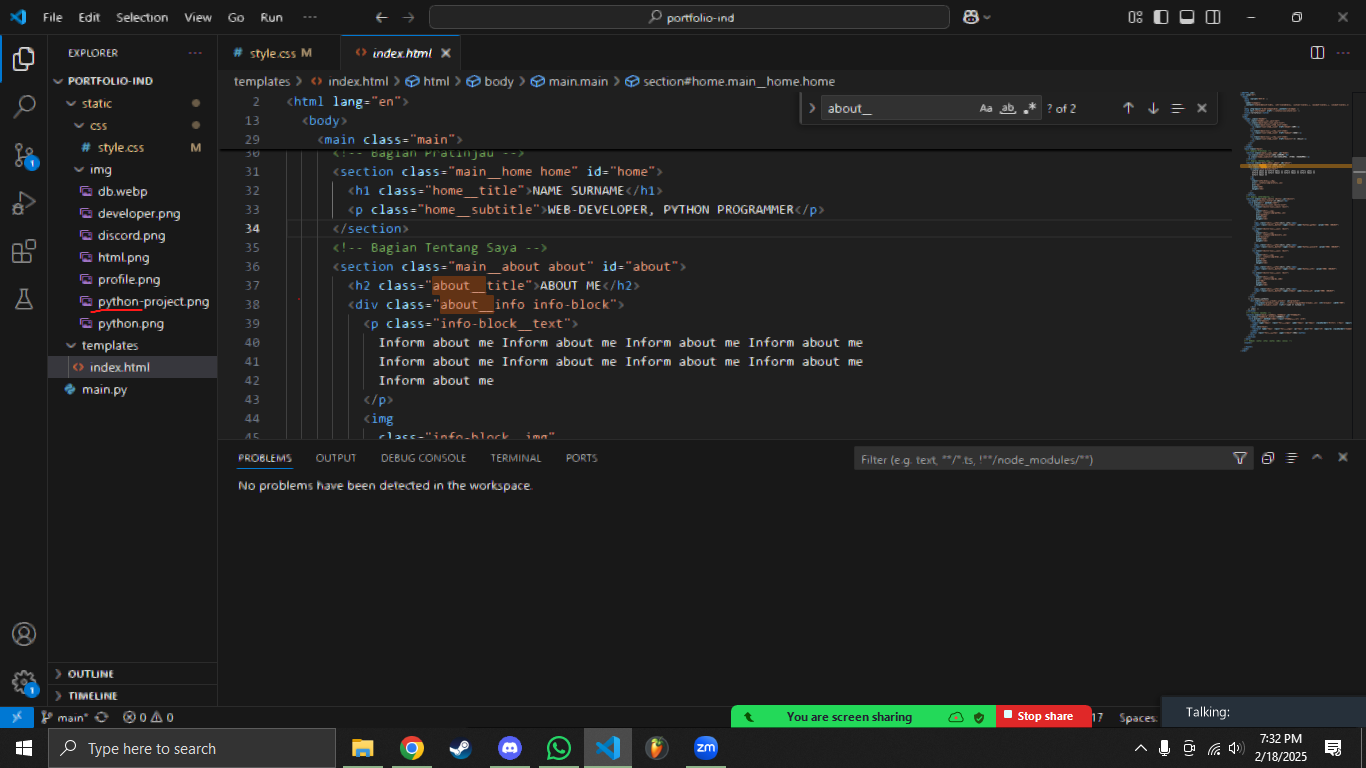 File Edit Selection View Go Run ···
portfolio-ind
EXPLORER ···
PORTFOLIO-IND
static
css
# style.css M
img
db.webp
developer.png
discord.png
html.png
profile.png
python-project.png
python.png
templates
<> index.html
main.py
OUTLINE
TIMELINE
# style.css M
<> index.html
templates > <> index.html > html > body > main.main > section#home.main__home.home
about__ Aa ab .* ? of 2
2 <html lang="en">
13 <body>
29 <main class="main">
30 <!-- Bagian Pratinjau -->
31 <section class="main__home home" id="home">
32 <h1 class="home__title">NAME SURNAME</h1>
33 <p class="home__subtitle">WEB-DEVELOPER, PYTHON PROGRAMMER</p>
34 </section>
35 <!-- Bagian Tentang Saya -->
36 <section class="main__about about" id="about">
37 <h2 class="about__title">ABOUT ME</h2>
38 <div class="about__info info-block">
39 <p class="info-block__text">
40 Inform about me Inform about me Inform about me Inform about me
41 Inform about me Inform about me Inform about me Inform about me
42 Inform about me
43 </p>
44 <img
45 class="info-block__img"
PROBLEMS OUTPUT DEBUG CONSOLE TERMINAL PORTS
Filter (e.g. text, **/*.ts, !**/node_modules/**)
No problems have been detected in the workspace.
1
1
main* 0 0
You are screen sharing
Stop share
17 Spaces:
Talking:
Type here to search
zm
7:32 PM
2/18/2025